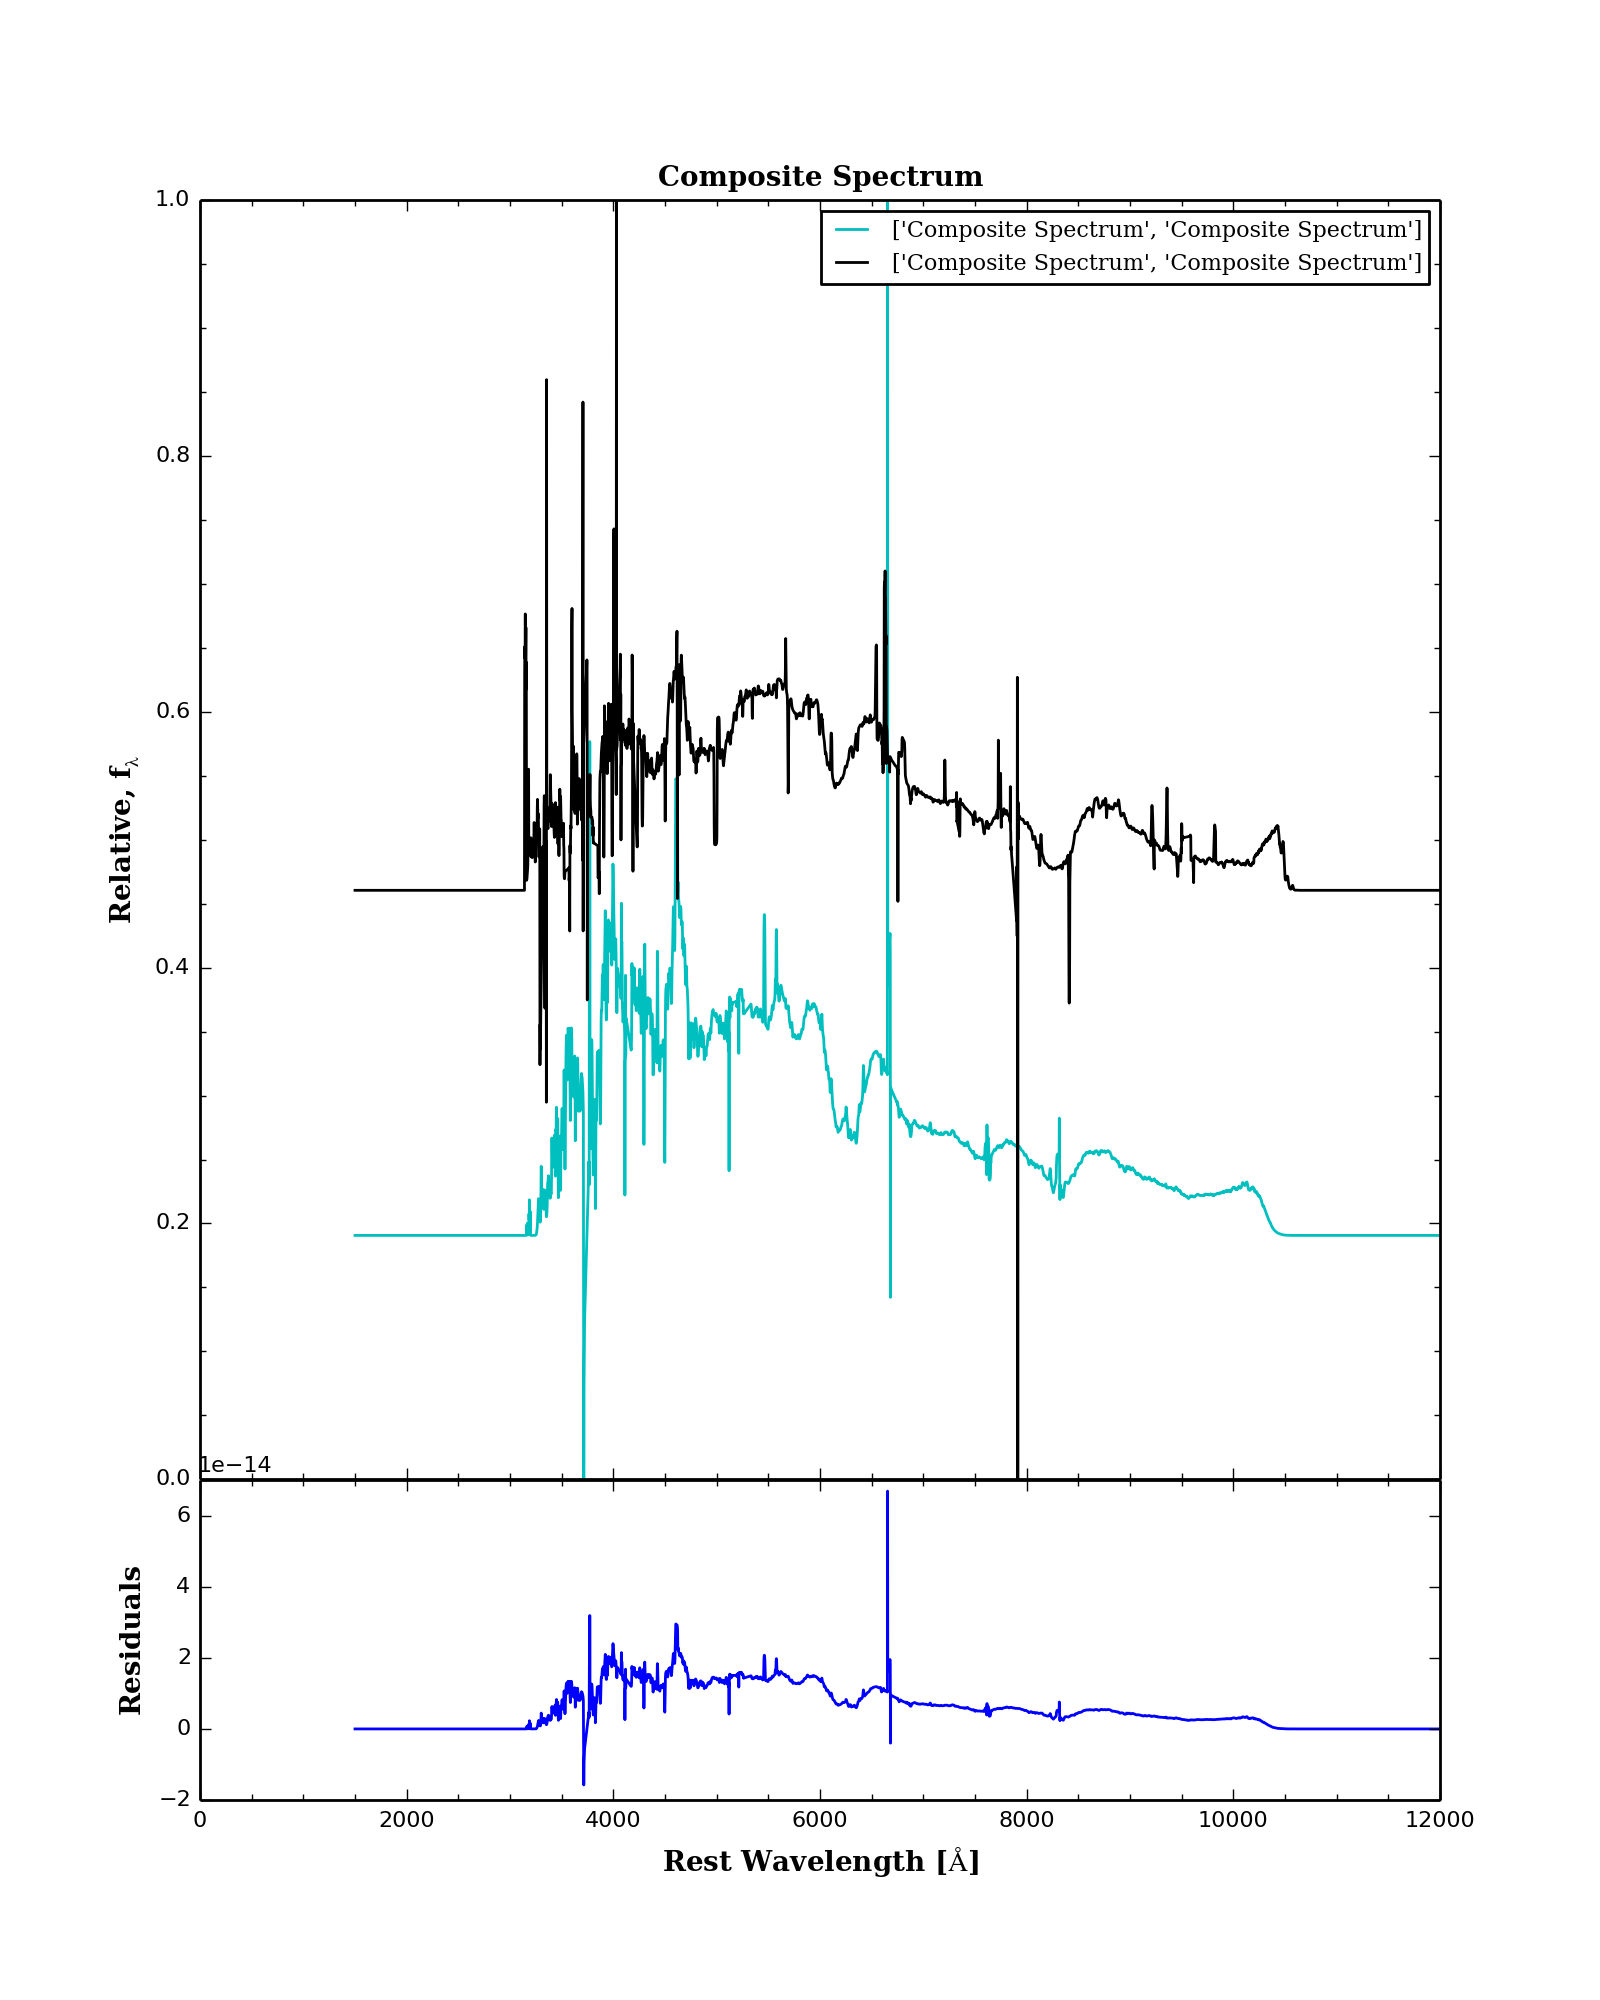 Composite Spectrum
['Composite Spectrum', 'Composite Spectrum']
['Composite Spectrum', 'Composite Spectrum']
1.0
0.8
0.6
0.4
0.2
0.0
Relative, fλ
1e−14
6
4
2
0
−2
Residuals
0 2000 4000 6000 8000 10000 12000
Rest Wavelength [Å]